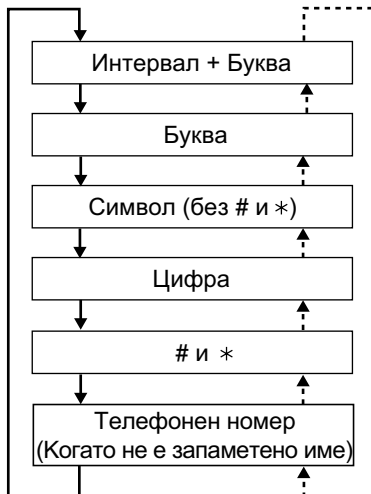 Интервал + Буква
Буква
Символ (без # и ∗)
Цифра
# и ∗
Телефонен номер
(Когато не е запаметено име)